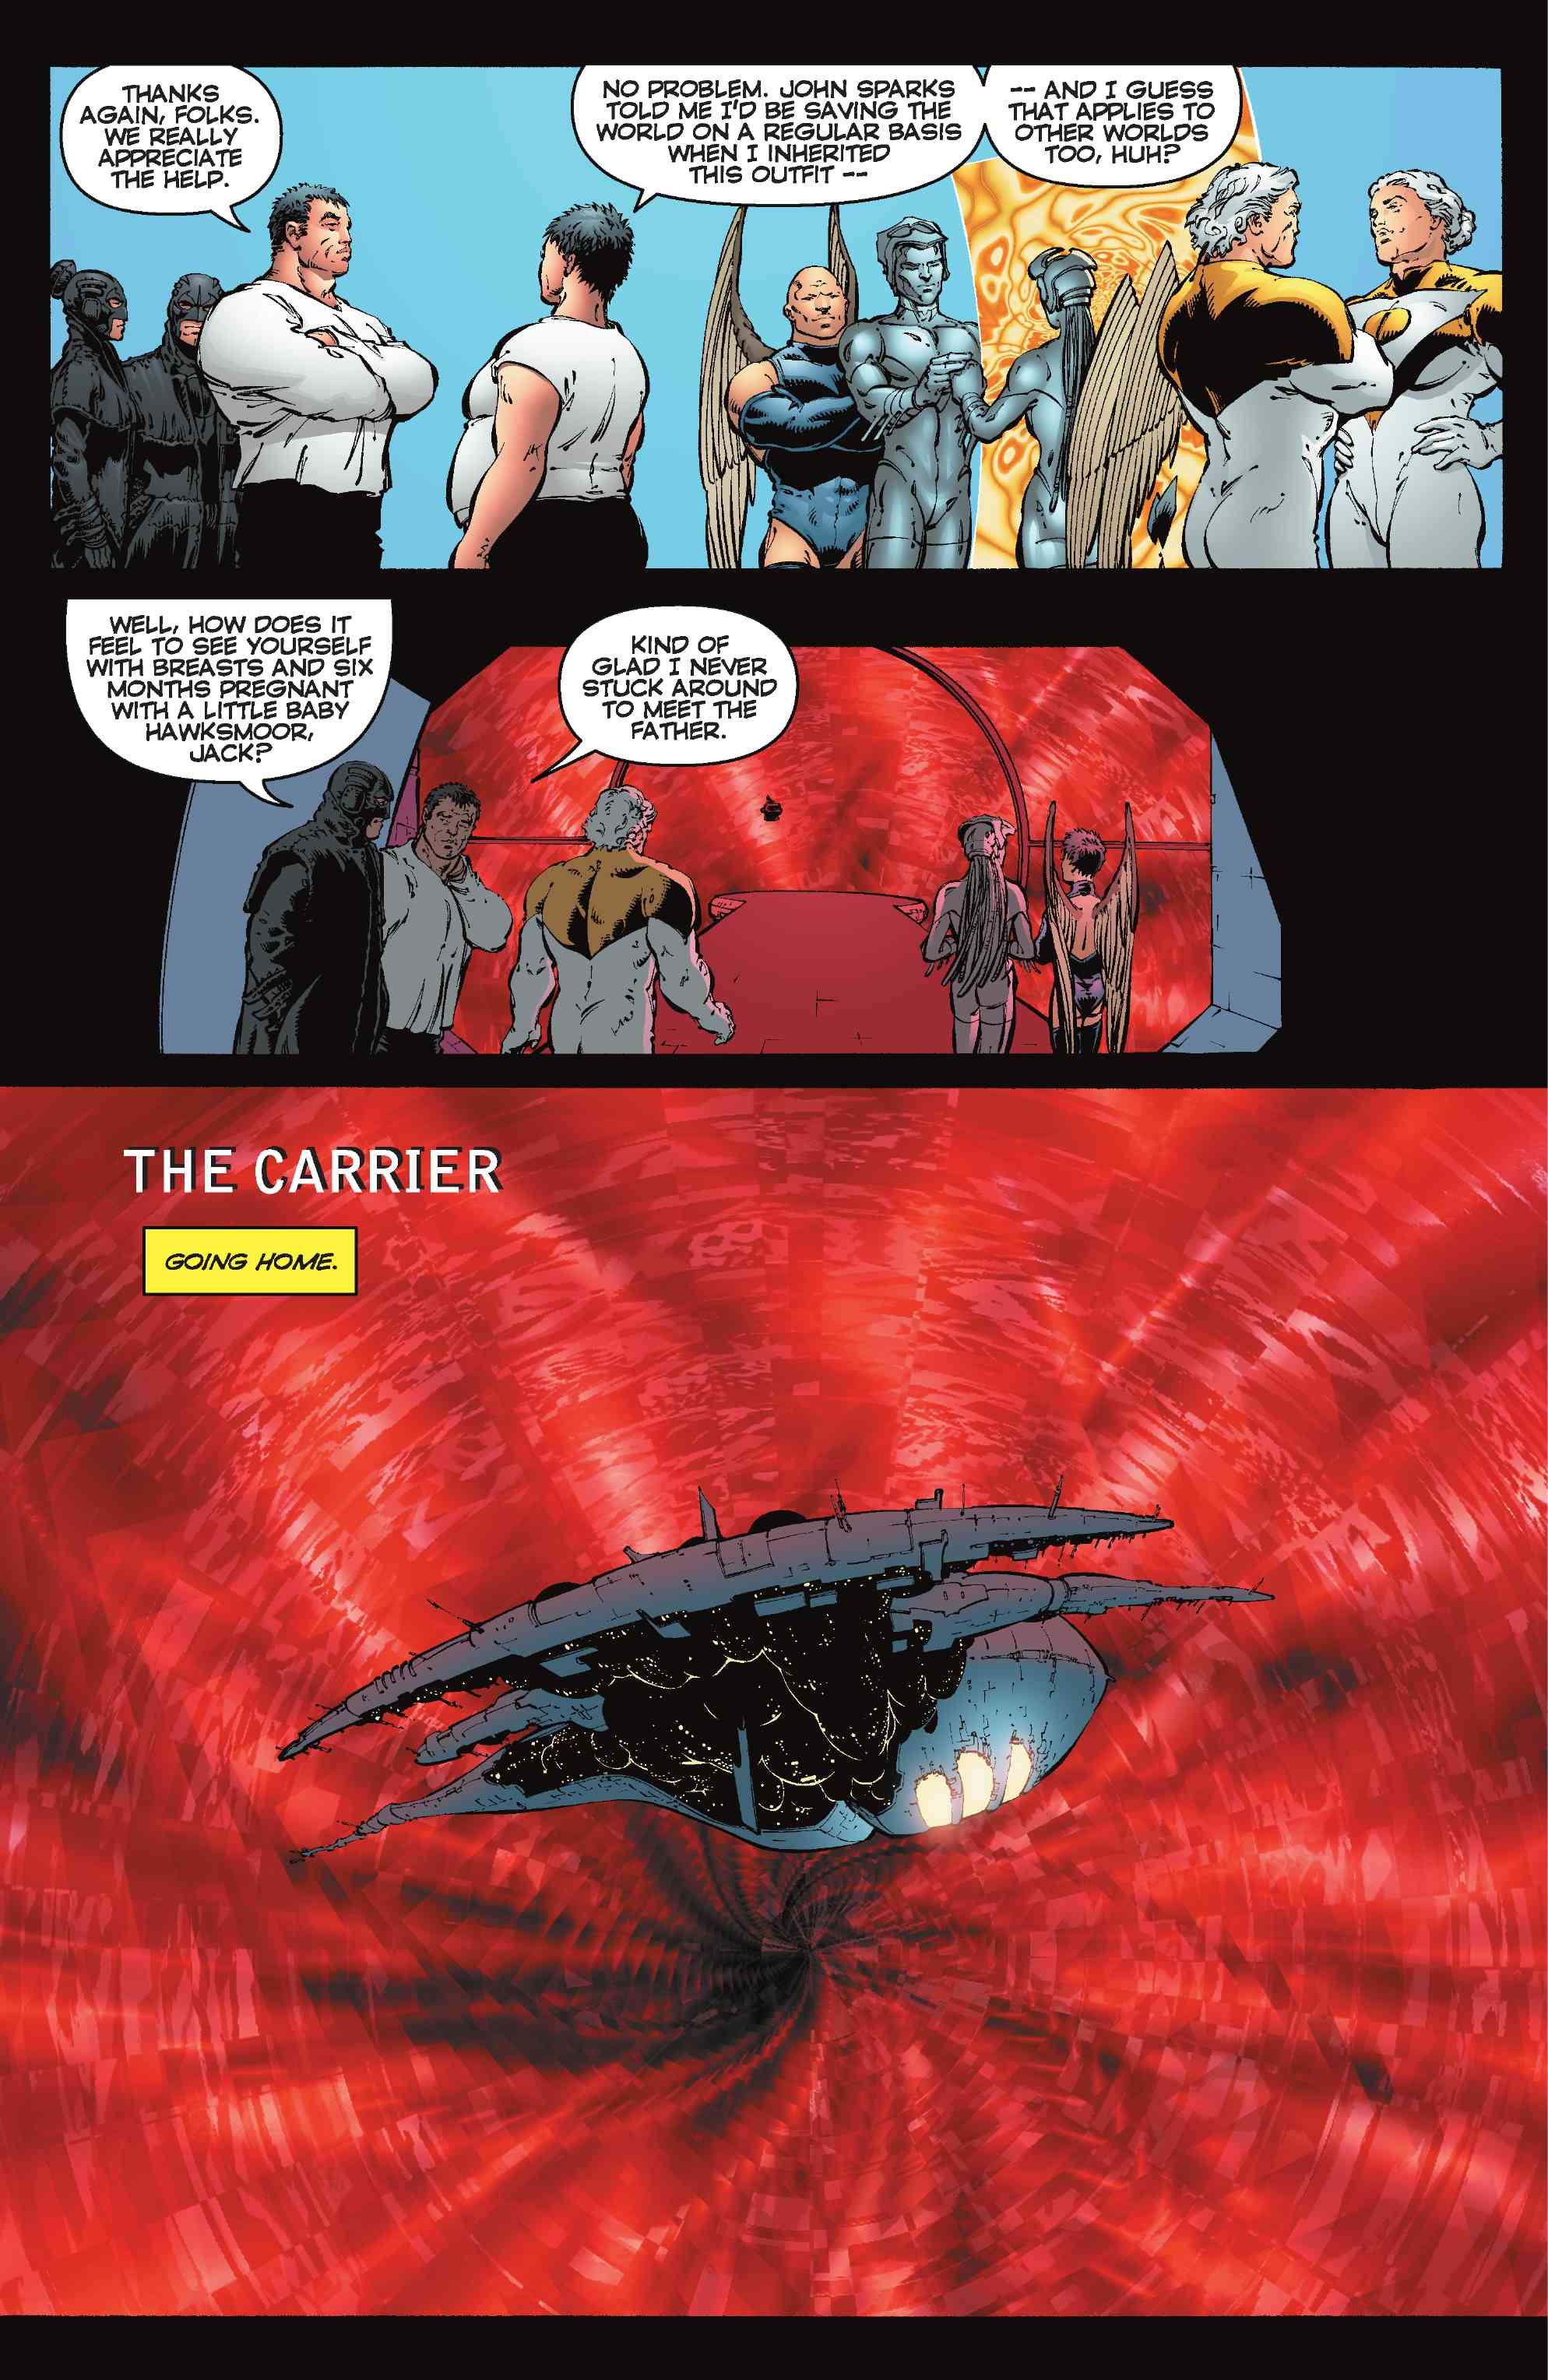 THANKS
AGAIN, FOLKS.
WE REALLY
APPRECIATE
THE HELP.
NO PROBLEM. JOHN SPARKS
TOLD ME I'D BE SAVING THE
WORLD ON A REGULAR BASIS
WHEN I INHERITED
THIS OUTFIT --
-- AND I GUESS
THAT APPLIES TO
OTHER WORLDS
TOO, HUH?
WELL, HOW DOES IT
FEEL TO SEE YOURSELF
WITH BREASTS AND SIX
MONTHS PREGNANT
WITH A LITTLE BABY
HAWKSMOOR,
JACK?
KIND OF
GLAD I NEVER
STUCK AROUND
TO MEET THE
FATHER.
THE CARRIER
GOING HOME.